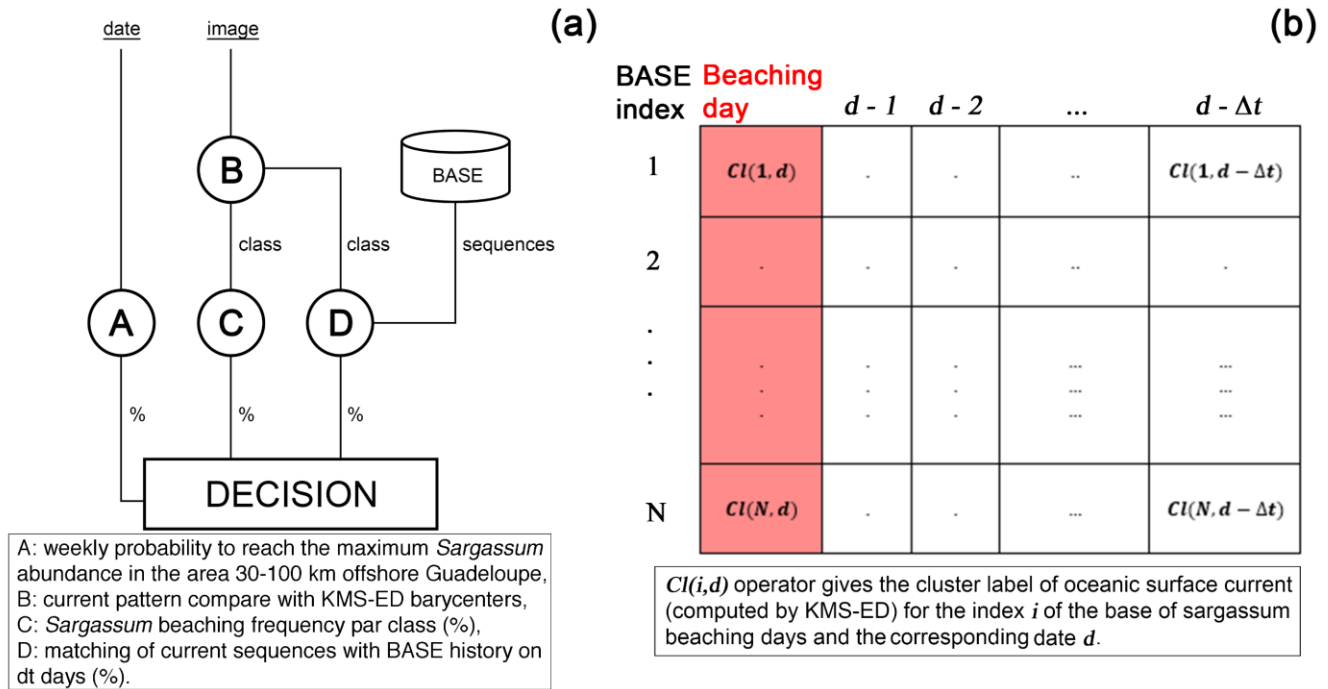 date
image
(a)
B
BASE
class
class
sequences
A
C
D
%
%
%
DECISION
A: weekly probability to reach the maximum Sargassum
abundance in the area 30-100 km offshore Guadeloupe,
B: current pattern compare with KMS-ED barycenters,
C: Sargassum beaching frequency par class (%),
D: matching of current sequences with BASE history on
dt days (%).
(b)
BASE Beaching
index day d - 1 d - 2 ... d - Δt
1 Cl(1, d) . . .. Cl(1, d − Δt)
2 . . . .. .
. . . . ... ...
. . . . ... ...
. . . . ... ...
N Cl(N, d) . . ... Cl(N, d − Δt)
Cl(i,d) operator gives the cluster label of oceanic surface current
(computed by KMS-ED) for the index i of the base of sargassum
beaching days and the corresponding date d.